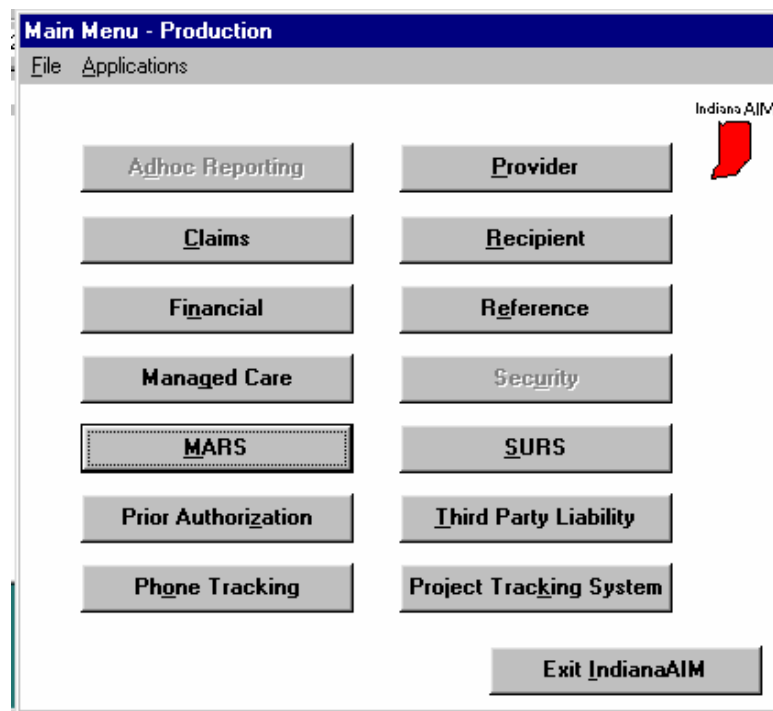 Main Menu - Production
File Applications
Indiana AIM
Adhoc Reporting Provider
Claims Recipient
Financial Reference
Managed Care Security
MARS SURS
Prior Authorization Third Party Liability
Phone Tracking Project Tracking System
Exit IndianaAIM